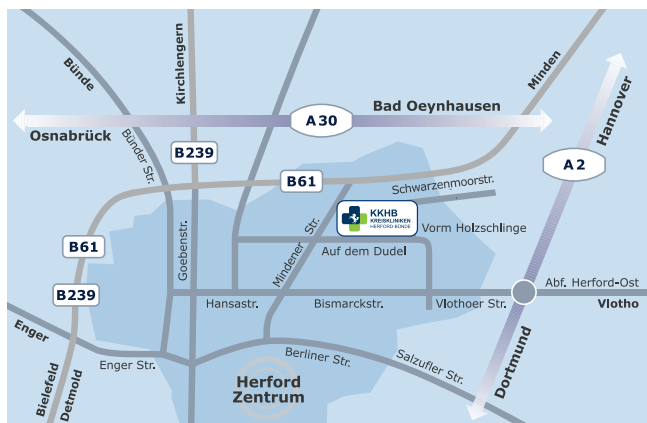 Bünde
Kirchlengern
Minden
Hannover
Osnabrück
A 30
Bad Oeynhausen
Bünder Str.
B239
A 2
B61
Schwarzenmoorstr.
KKHB
KREISKLINIKEN
HERFORD-BÜNDE
Vorm Holzschlinge
B61
Goebenstr.
Mindener Str.
Auf dem Dudel
B239
Hansastr.
Bismarckstr.
Vlothoer Str.
Abf. Herford-Ost
Vlotho
Enger
Enger Str.
Berliner Str.
Salzufler Str.
Dortmund
Bielefeld
Detmold
Herford
Zentrum